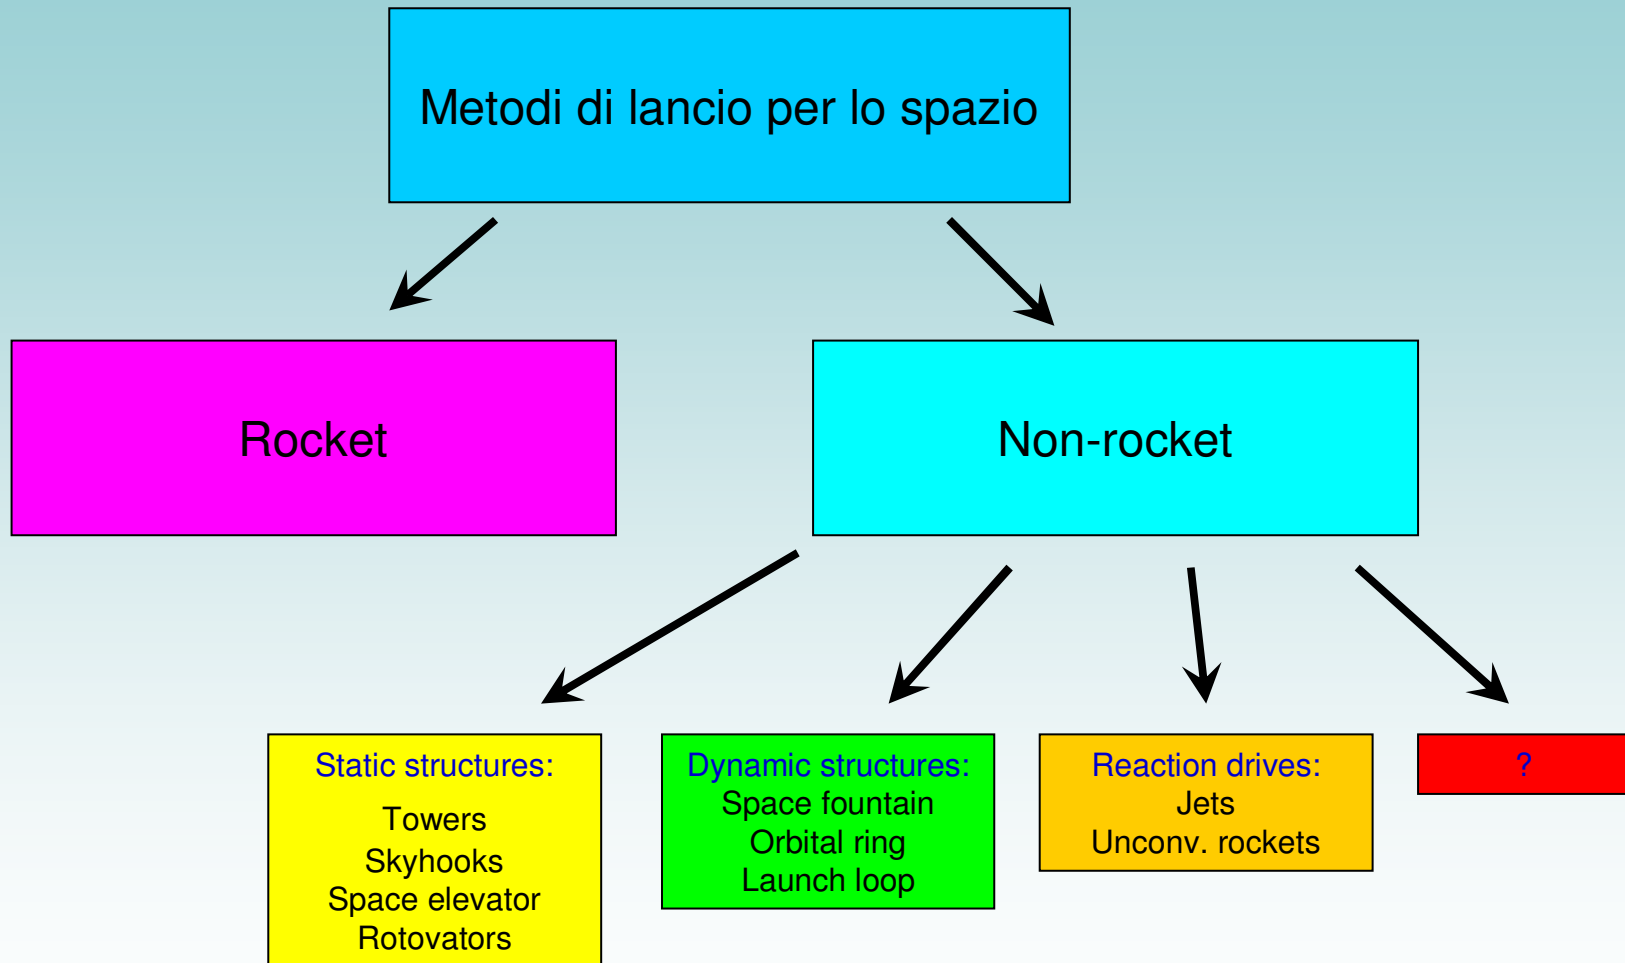 Metodi di lancio per lo spazio
Rocket
Non-rocket
Static structures:
Towers
Skyhooks
Space elevator
Rotovators
Dynamic structures:
Space fountain
Orbital ring
Launch loop
Reaction drives:
Jets
Unconv. rockets
?